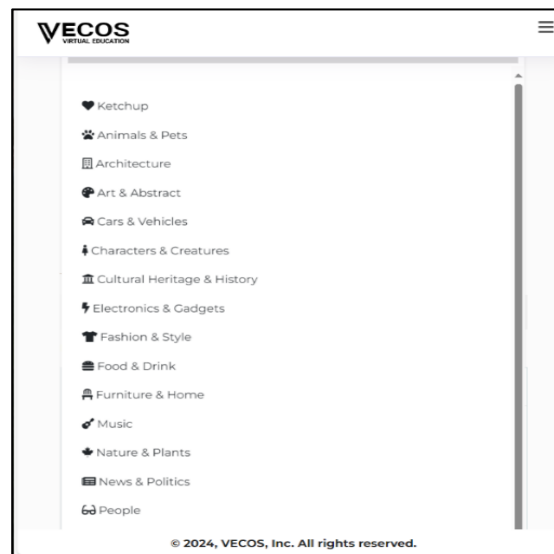 VECOS
VIRTUAL EDUCATION
Ketchup
Animals & Pets
Architecture
Art & Abstract
Cars & Vehicles
Characters & Creatures
Cultural Heritage & History
Electronics & Gadgets
Fashion & Style
Food & Drink
Furniture & Home
Music
Nature & Plants
News & Politics
People
© 2024, VECOS, Inc. All rights reserved.